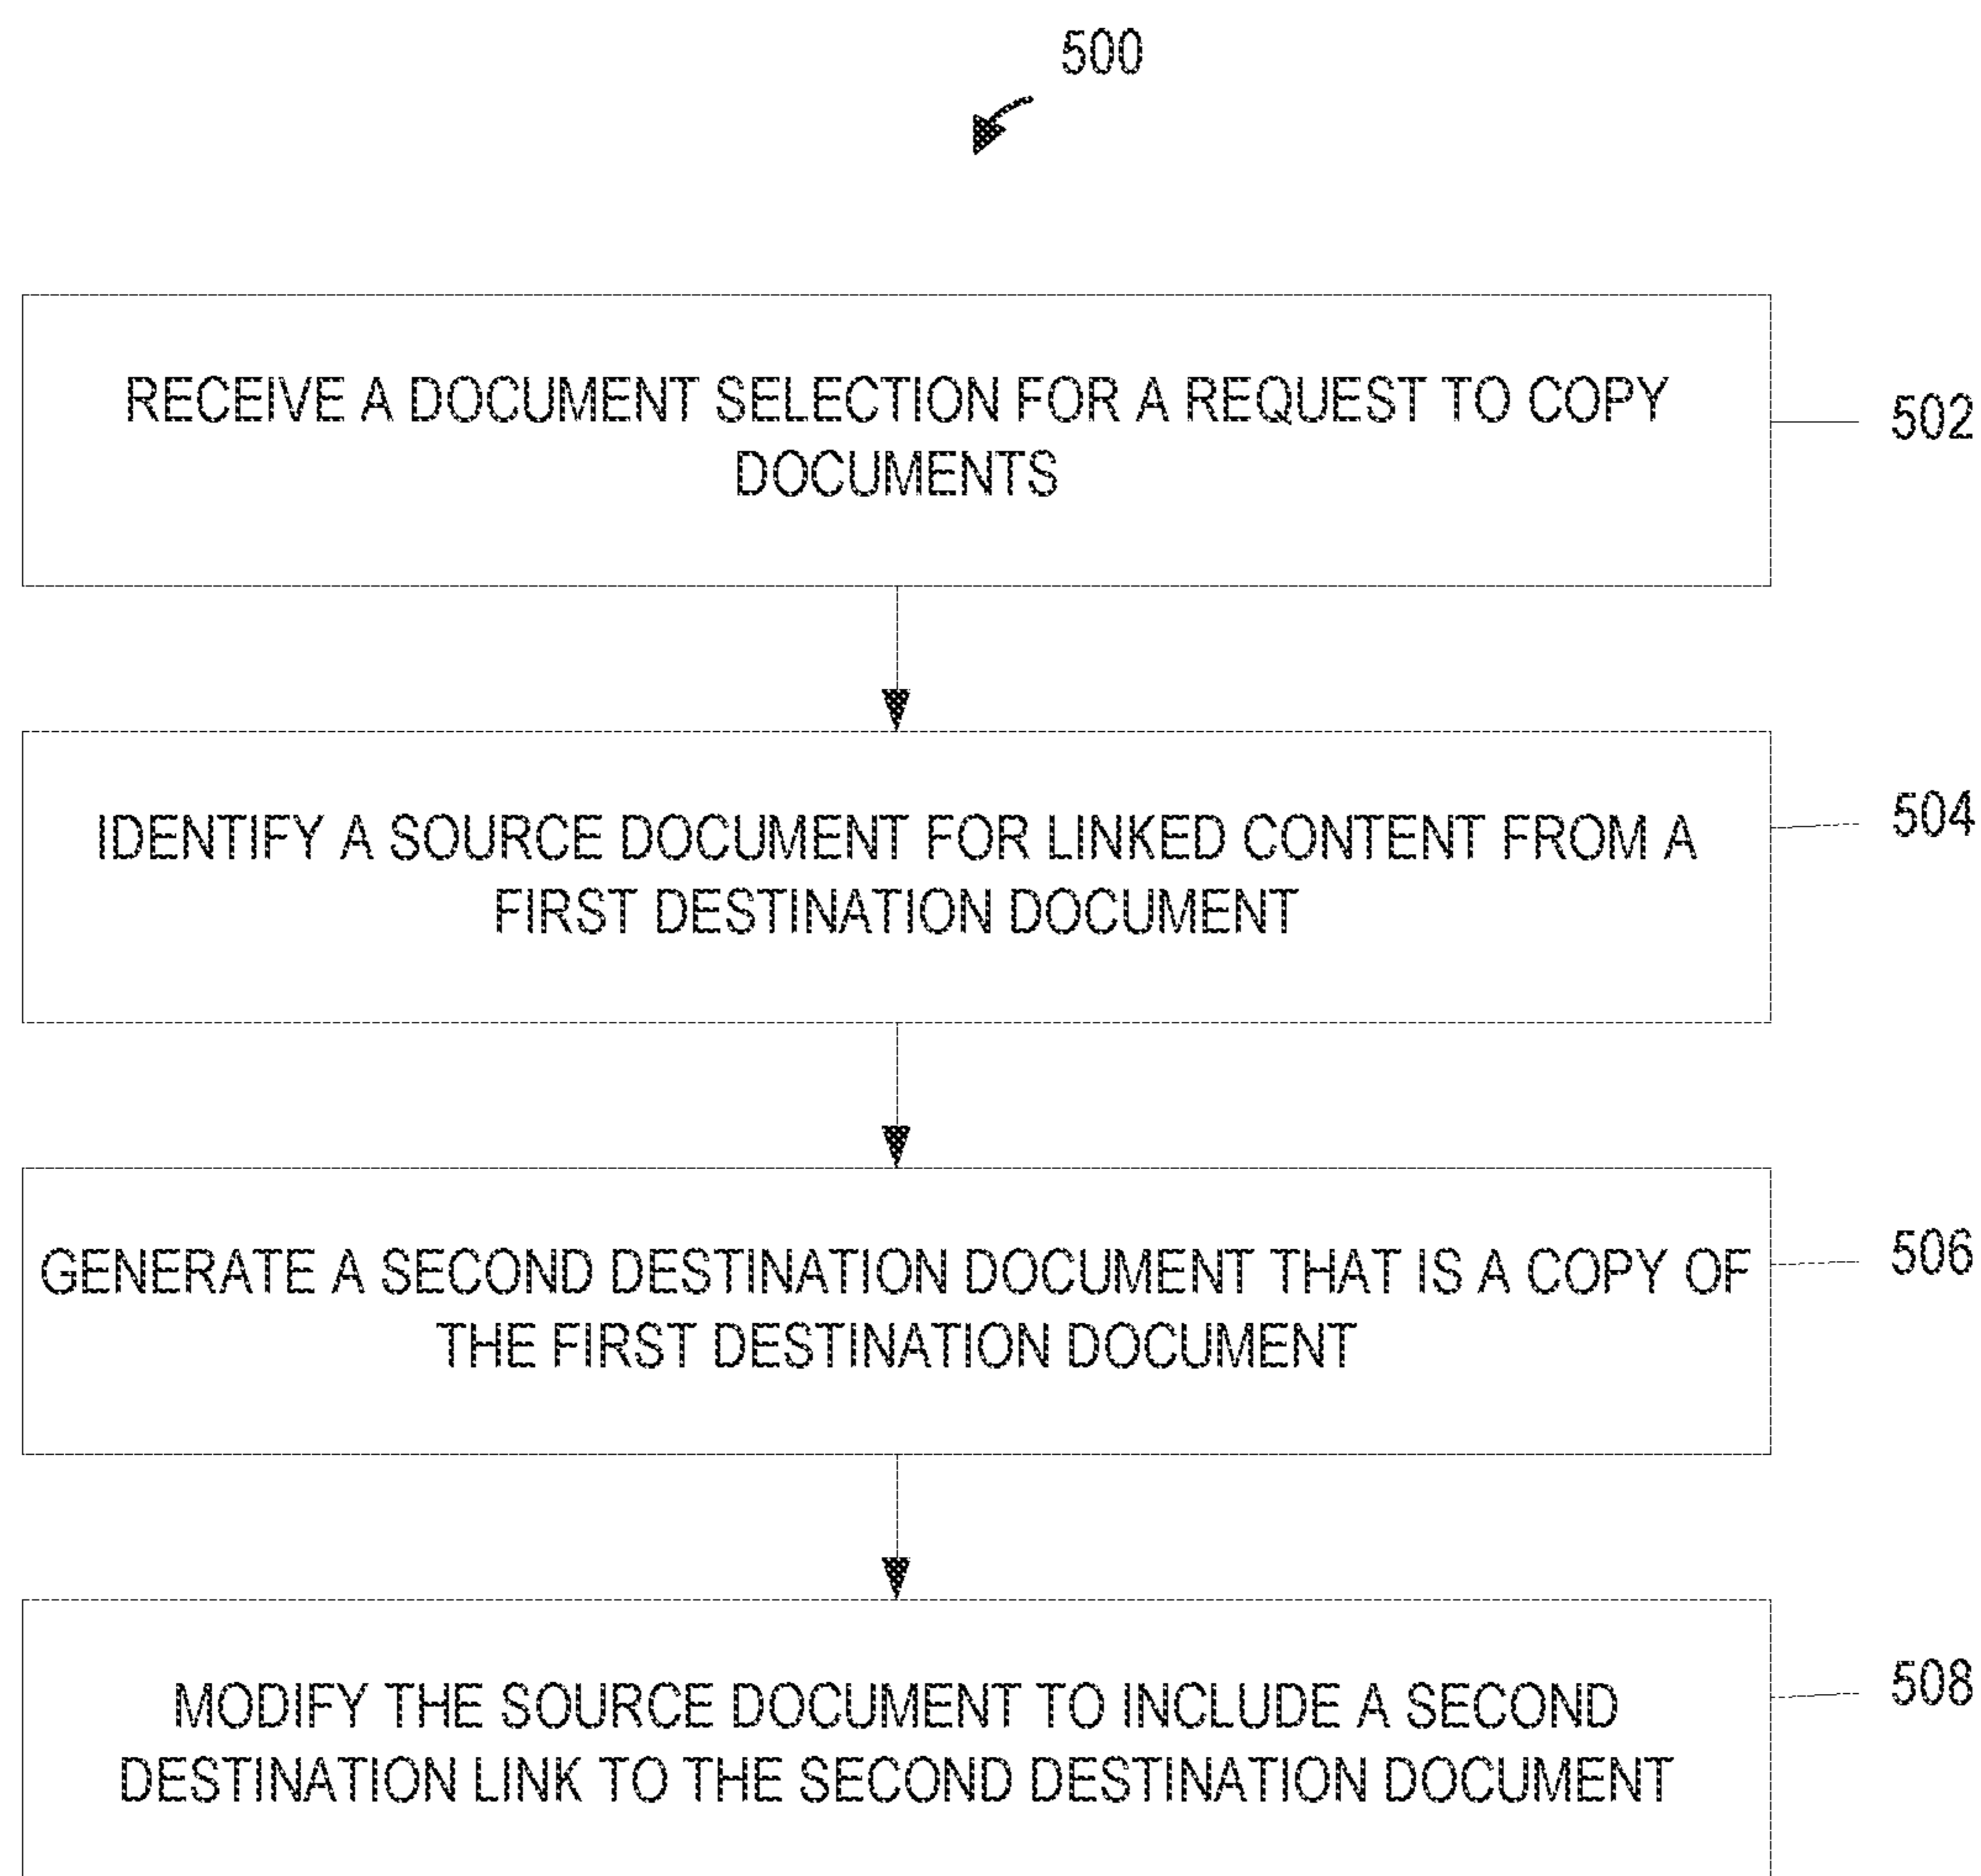 500
RECEIVE A DOCUMENT SELECTION FOR A REQUEST TO COPY
DOCUMENTS
502
IDENTIFY A SOURCE DOCUMENT FOR LINKED CONTENT FROM A
FIRST DESTINATION DOCUMENT
504
GENERATE A SECOND DESTINATION DOCUMENT THAT IS A COPY OF
THE FIRST DESTINATION DOCUMENT
506
MODIFY THE SOURCE DOCUMENT TO INCLUDE A SECOND
DESTINATION LINK TO THE SECOND DESTINATION DOCUMENT
508